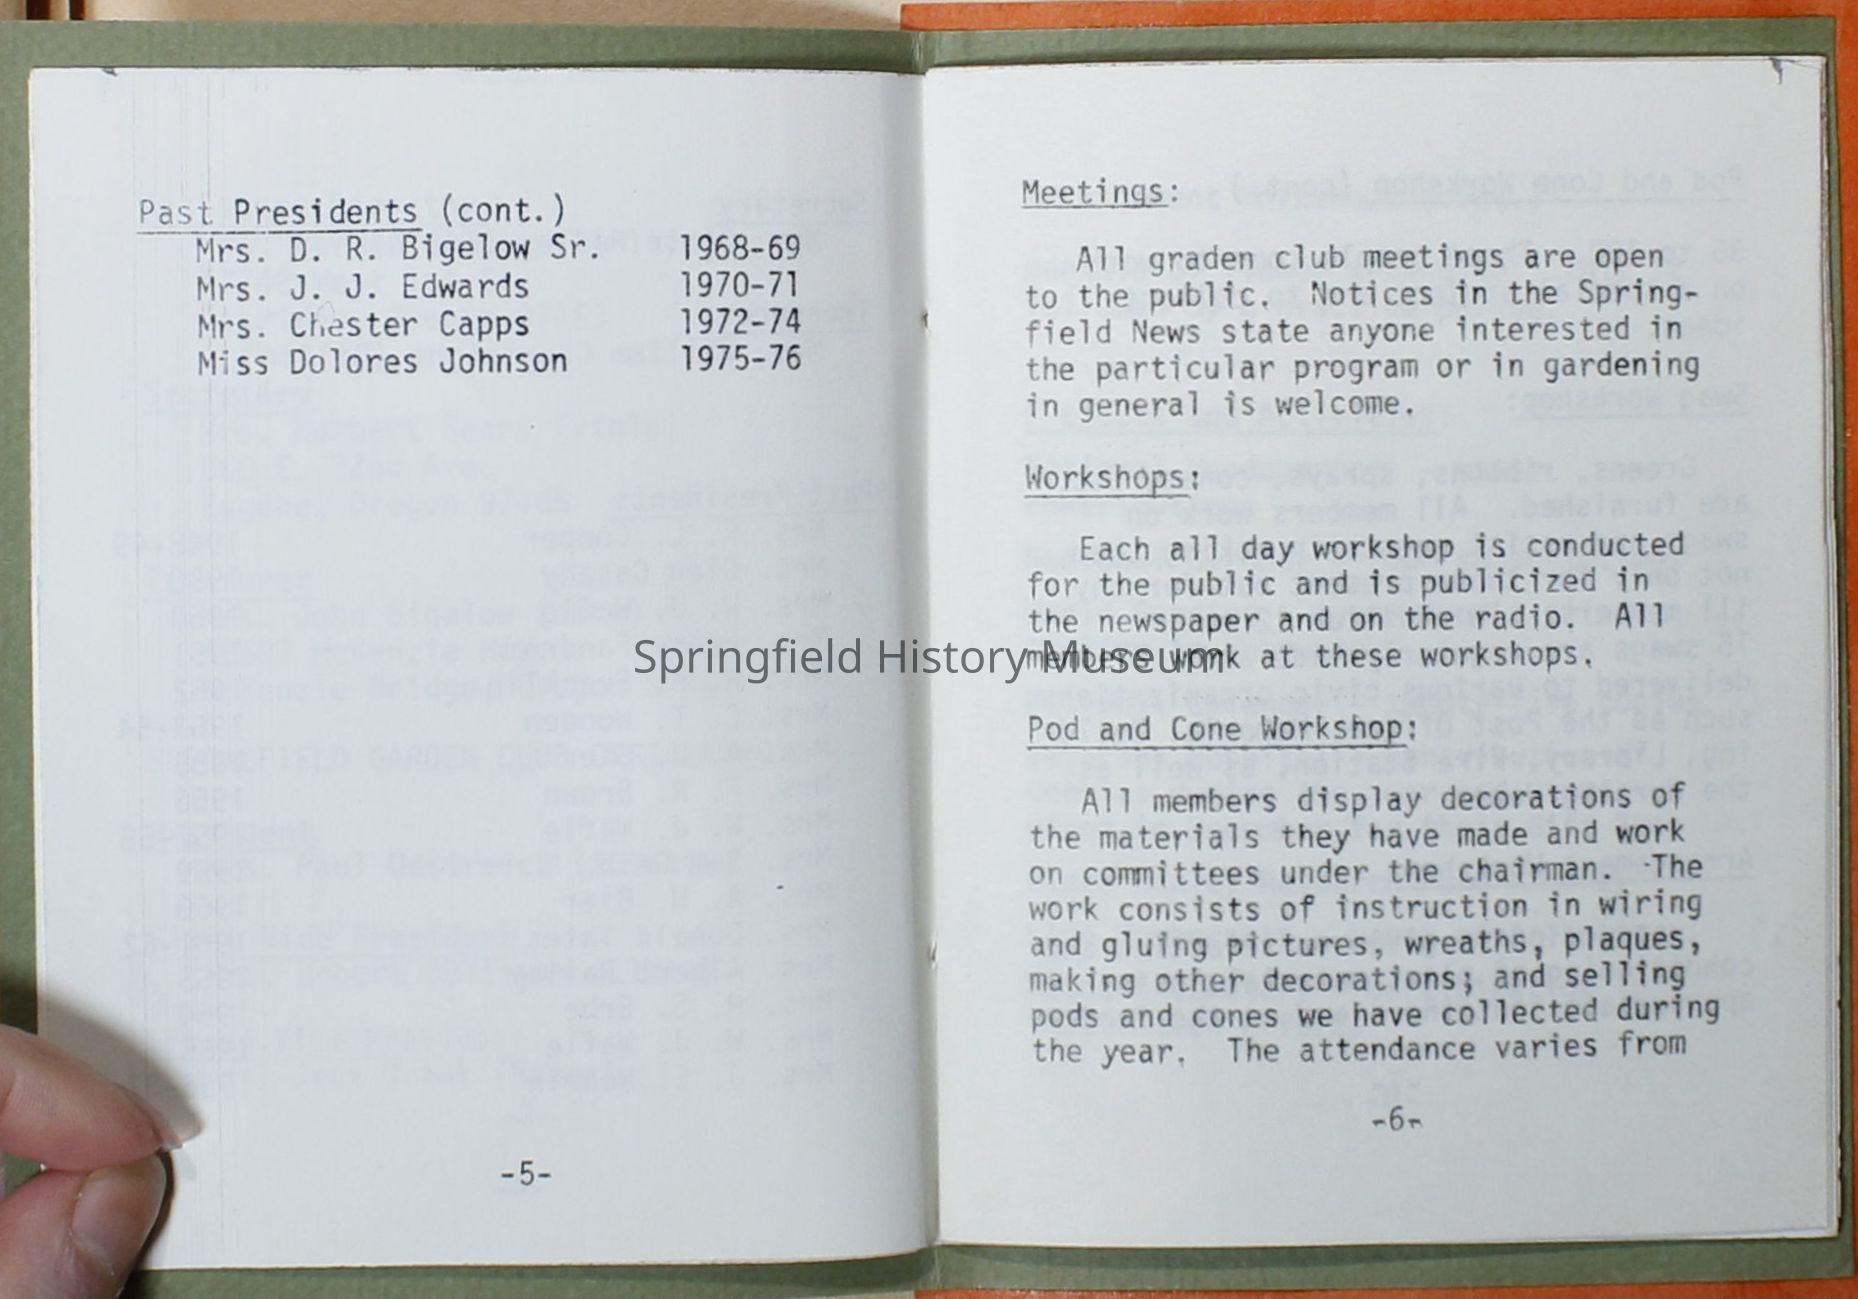 Past Presidents (cont.)
Mrs. D. R. Bigelow Sr. 1968-69
Mrs. J. J. Edwards 1970-71
Mrs. Chester Capps 1972-74
Miss Dolores Johnson 1975-76
-5-
Meetings:
All graden club meetings are open
to the public. Notices in the Spring-
field News state anyone interested in
the particular program or in gardening
in general is welcome.
Workshops:
Each all day workshop is conducted
for the public and is publicized in
the newspaper and on the radio. All
members work at these workshops.
Pod and Cone Workshop:
All members display decorations of
the materials they have made and work
on committees under the chairman. The
work consists of instruction in wiring
and gluing pictures, wreaths, plaques,
making other decorations; and selling
pods and cones we have collected during
the year. The attendance varies from
-6-
Springfield History Museum